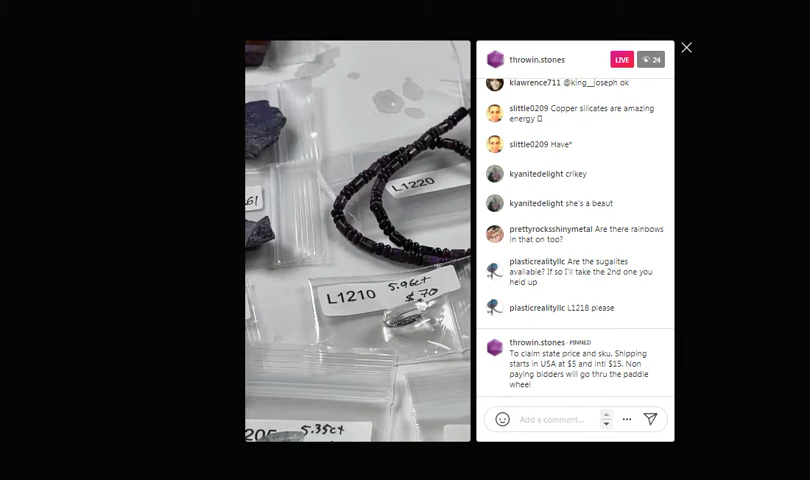 throwin.stones
LIVE
24
klawrence711 @king__joseph ok
slittle0209 Copper silicates are amazing
energy
slittle0209 Have*
kyanitedelight crikey
kyanitedelight she's a beaut
prettyrocksshinymetal Are there rainbows
in that on too?
plasticrealityllc Are the sugalites
available? If so I'll take the 2nd one you
held up
plasticrealityllc L1218 please
throwin.stones · PINNED
To claim state price and sku. Shipping
starts in USA at $5 and intl $15. Non
paying bidders will go thru the paddle
wheel
Add a comment...
L1220
61
L1210
5.96ct
$70
205
5.35ct